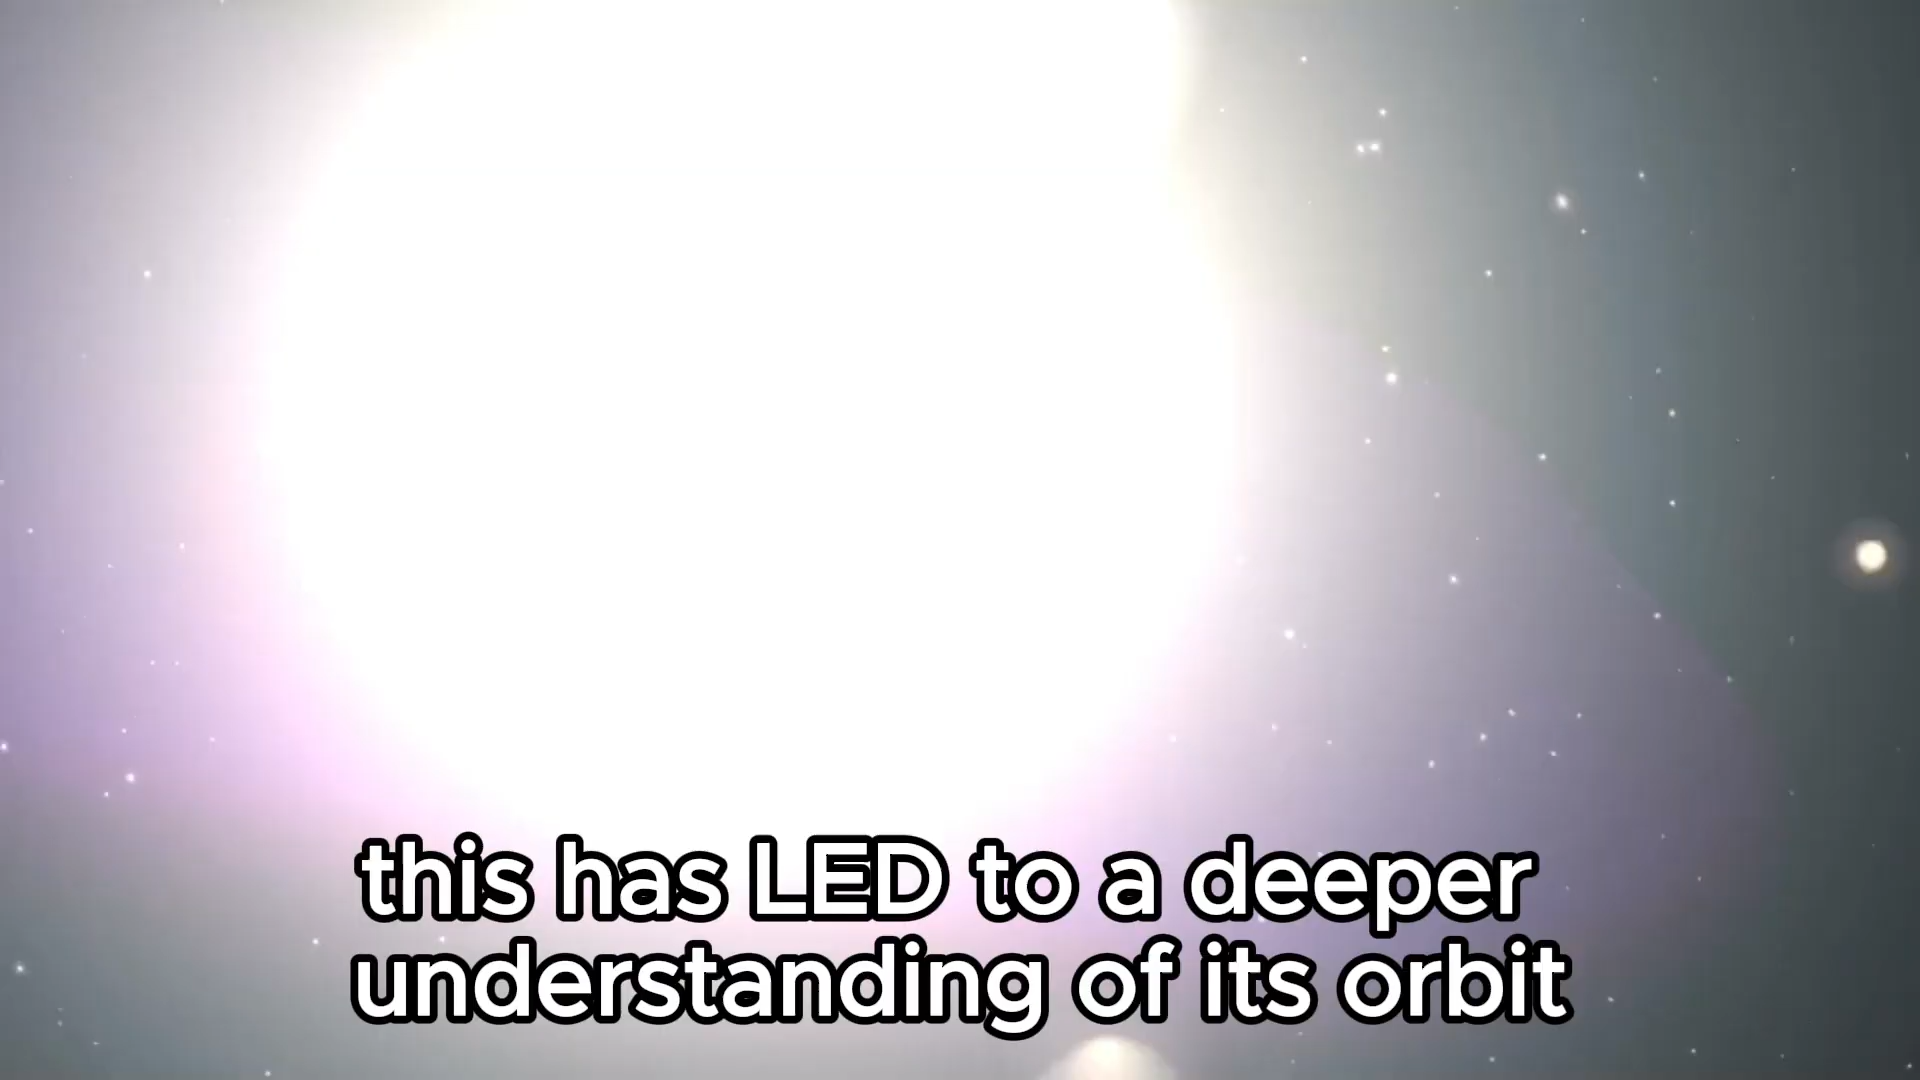 this has LED to a deeper
understanding of its orbit